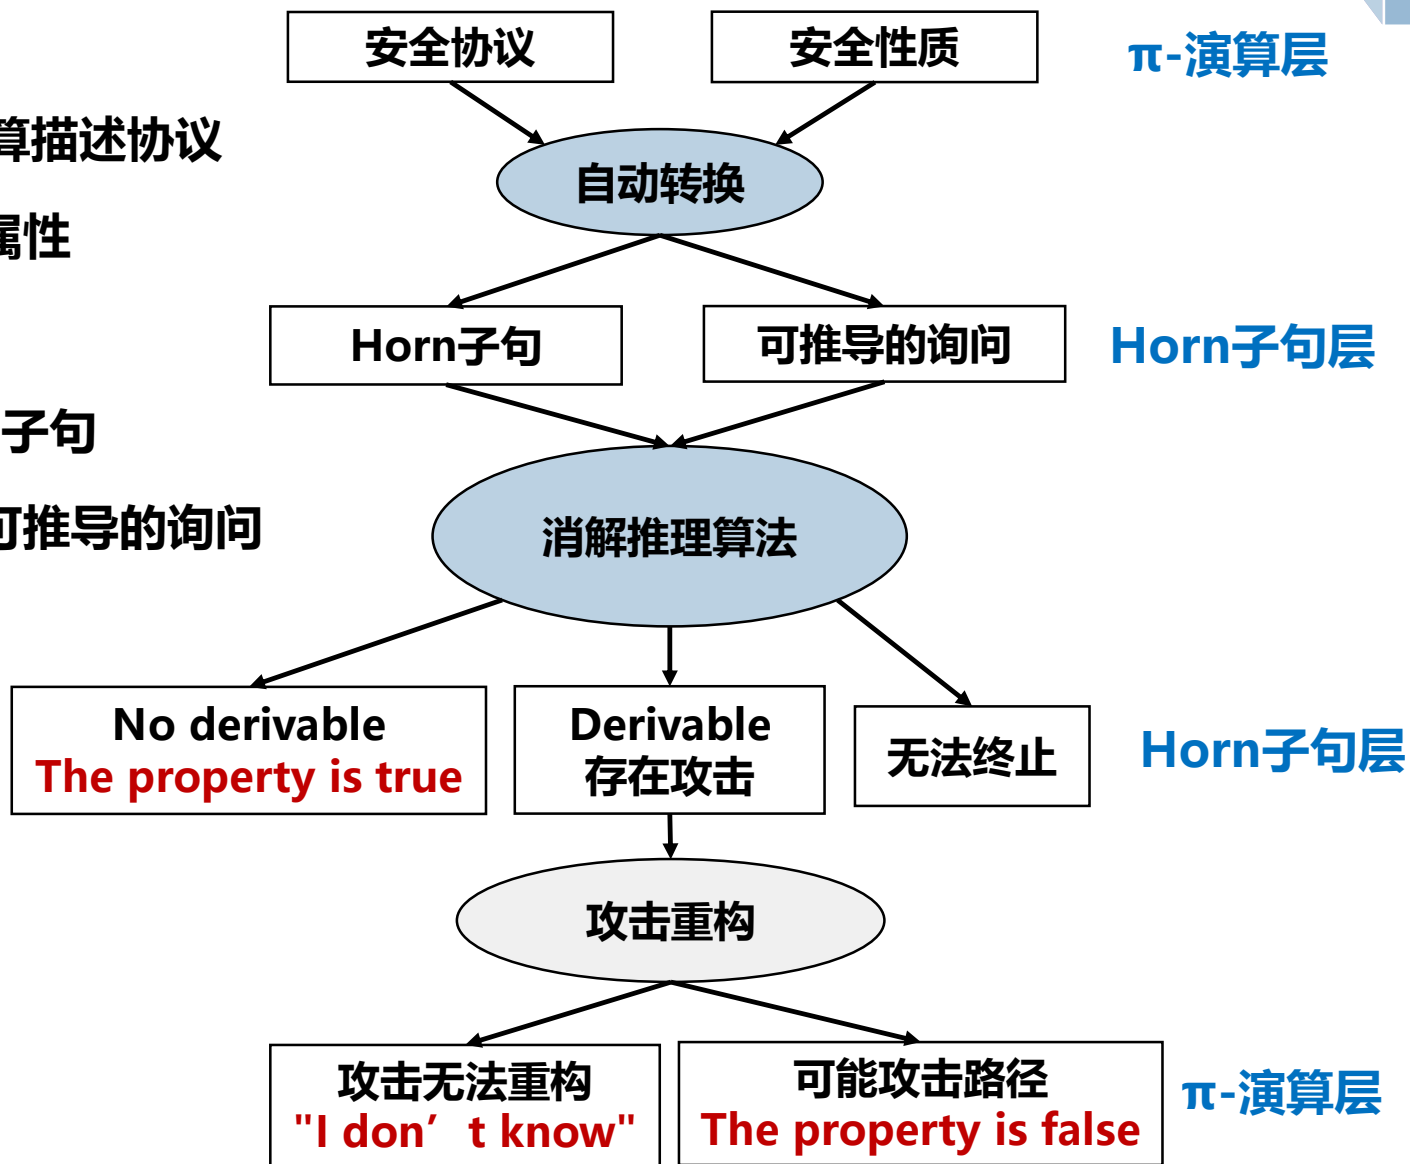 安全协议
安全性质
π-演算层
算描述协议
自动转换
属性
Horn子句
可推导的询问
Horn子句层
子句
可推导的询问
消解推理算法
No derivable
The property is true
Derivable
存在攻击
无法终止
Horn子句层
攻击重构
攻击无法重构
"I don’t know"
可能攻击路径
The property is false
π-演算层